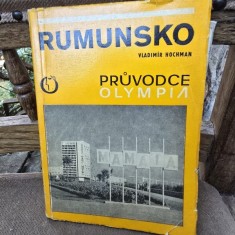 RUMUNSKO
VLADIMÍR HOCHMAN
PRŮVODCE
OLYMPIA
MAMAIA